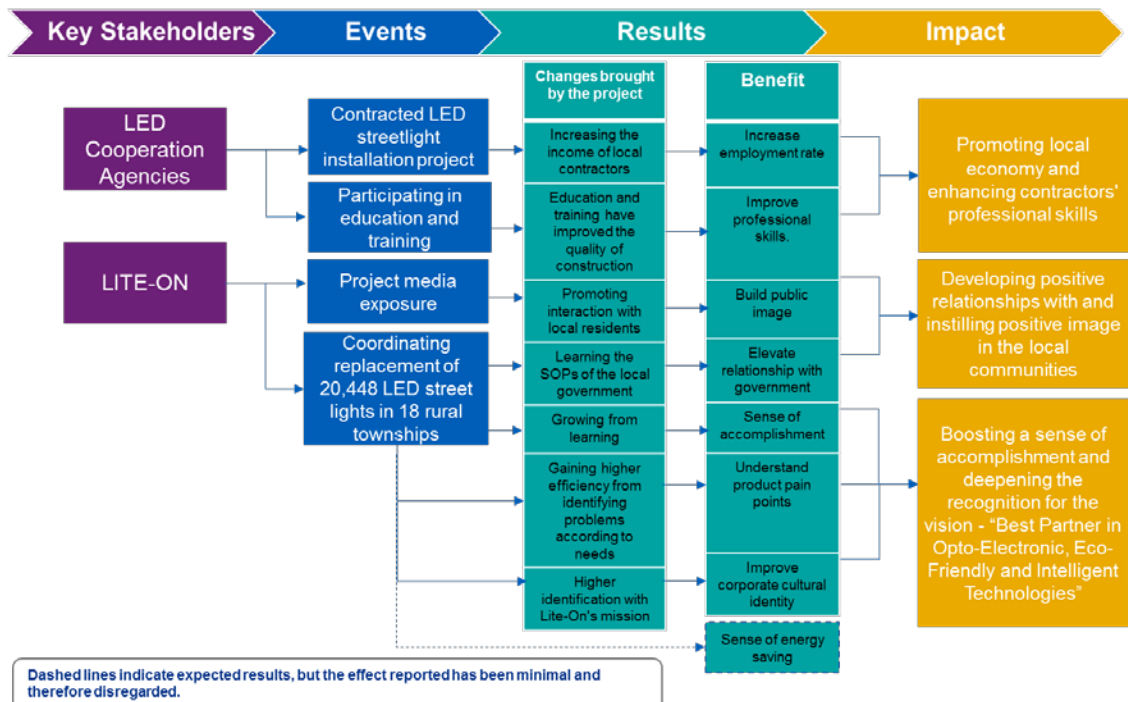 Key Stakeholders
Events
Results
Impact
Changes brought
by the project
Benefit
LED
Cooperation
Agencies
Contracted LED
streetlight
installation project
Increasing the
income of local
contractors
Increase
employment rate
Promoting local
economy and
enhancing contractors'
professional skills
Participating in
education and
training
Education and
training have
improved the
quality of
construction
Improve
professional
skills.
LITE-ON
Project media
exposure
Promoting
interaction with
local residents
Build public
image
Developing positive
relationships with and
instilling positive image
in the local
communities
Coordinating
replacement of
20,448 LED street
lights in 18 rural
townships
Learning the
SOPs of the local
government
Elevate
relationship with
government
Growing from
learning
Sense of
accomplishment
Boosting a sense of
accomplishment and
deepening the
recognition for the
vision - “Best Partner in
Opto-Electronic, Eco-
Friendly and Intelligent
Technologies”
Gaining higher
efficiency from
identifying
problems
according to
needs
Understand
product pain
points
Higher
identification with
Lite-On's mission
Improve
corporate cultural
identity
Sense of energy
saving
Dashed lines indicate expected results, but the effect reported has been minimal and
therefore disregarded.